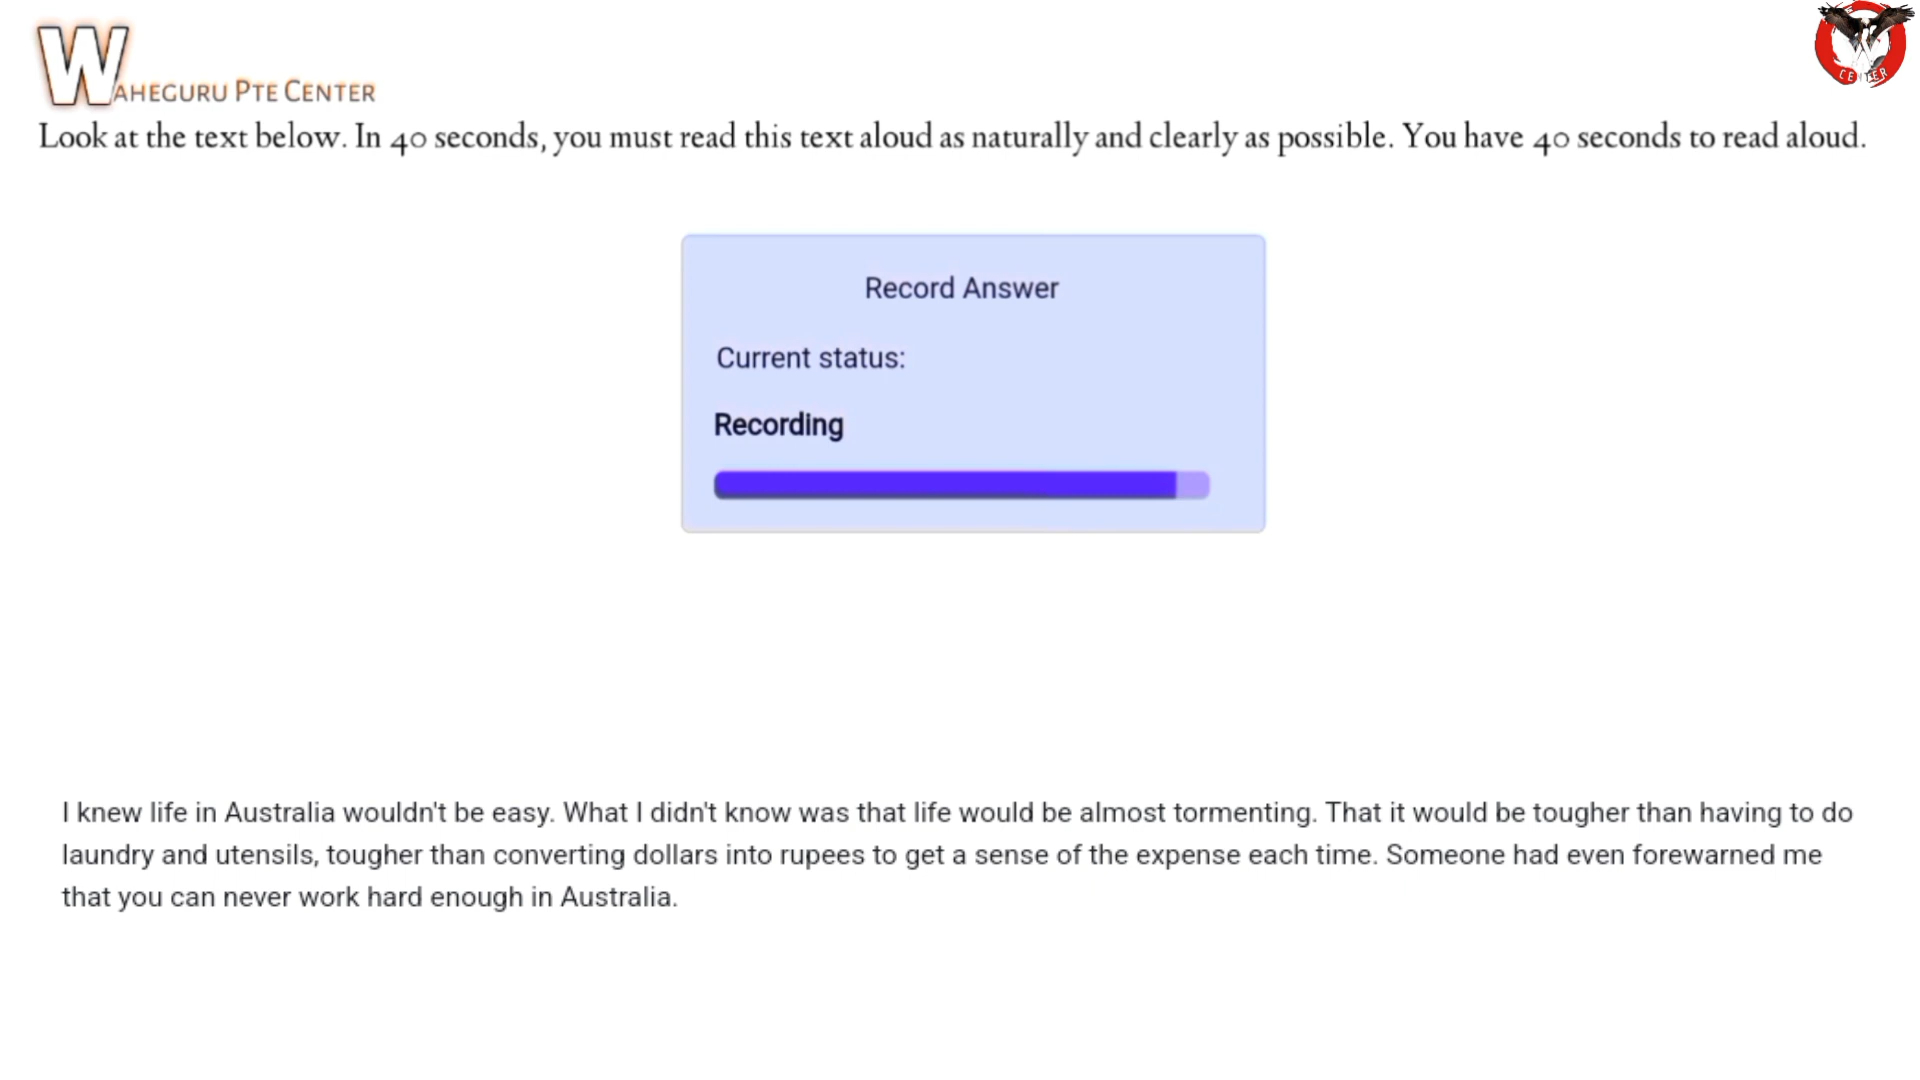 WAHEGURU PTE CENTER
CENTER
Look at the text below. In 40 seconds, you must read this text aloud as naturally and clearly as possible. You have 40 seconds to read aloud.
Record Answer
Current status:
Recording
I knew life in Australia wouldn't be easy. What I didn't know was that life would be almost tormenting. That it would be tougher than having to do
laundry and utensils, tougher than converting dollars into rupees to get a sense of the expense each time. Someone had even forewarned me
that you can never work hard enough in Australia.